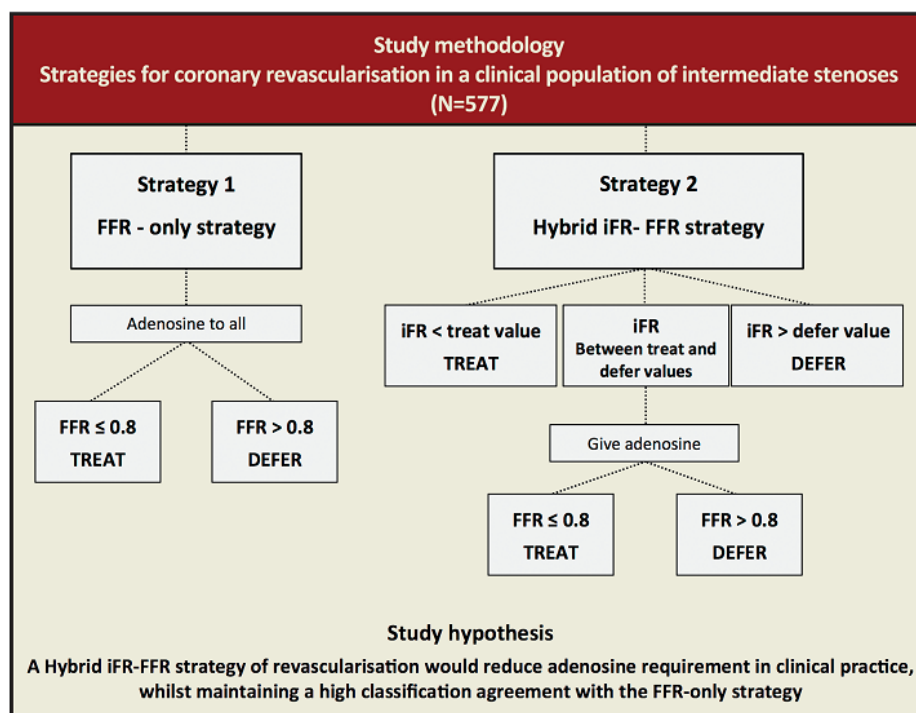 Study methodology
Strategies for coronary revascularisation in a clinical population of intermediate stenoses
(N=577)
Strategy 1
FFR - only strategy
Strategy 2
Hybrid iFR- FFR strategy
Adenosine to all
iFR < treat value
TREAT
iFR
Between treat and
defer values
iFR > defer value
DEFER
FFR ≤ 0.8
TREAT
FFR > 0.8
DEFER
Give adenosine
FFR ≤ 0.8
TREAT
FFR > 0.8
DEFER
Study hypothesis
A Hybrid iFR-FFR strategy of revascularisation would reduce adenosine requirement in clinical practice,
whilst maintaining a high classification agreement with the FFR-only strategy